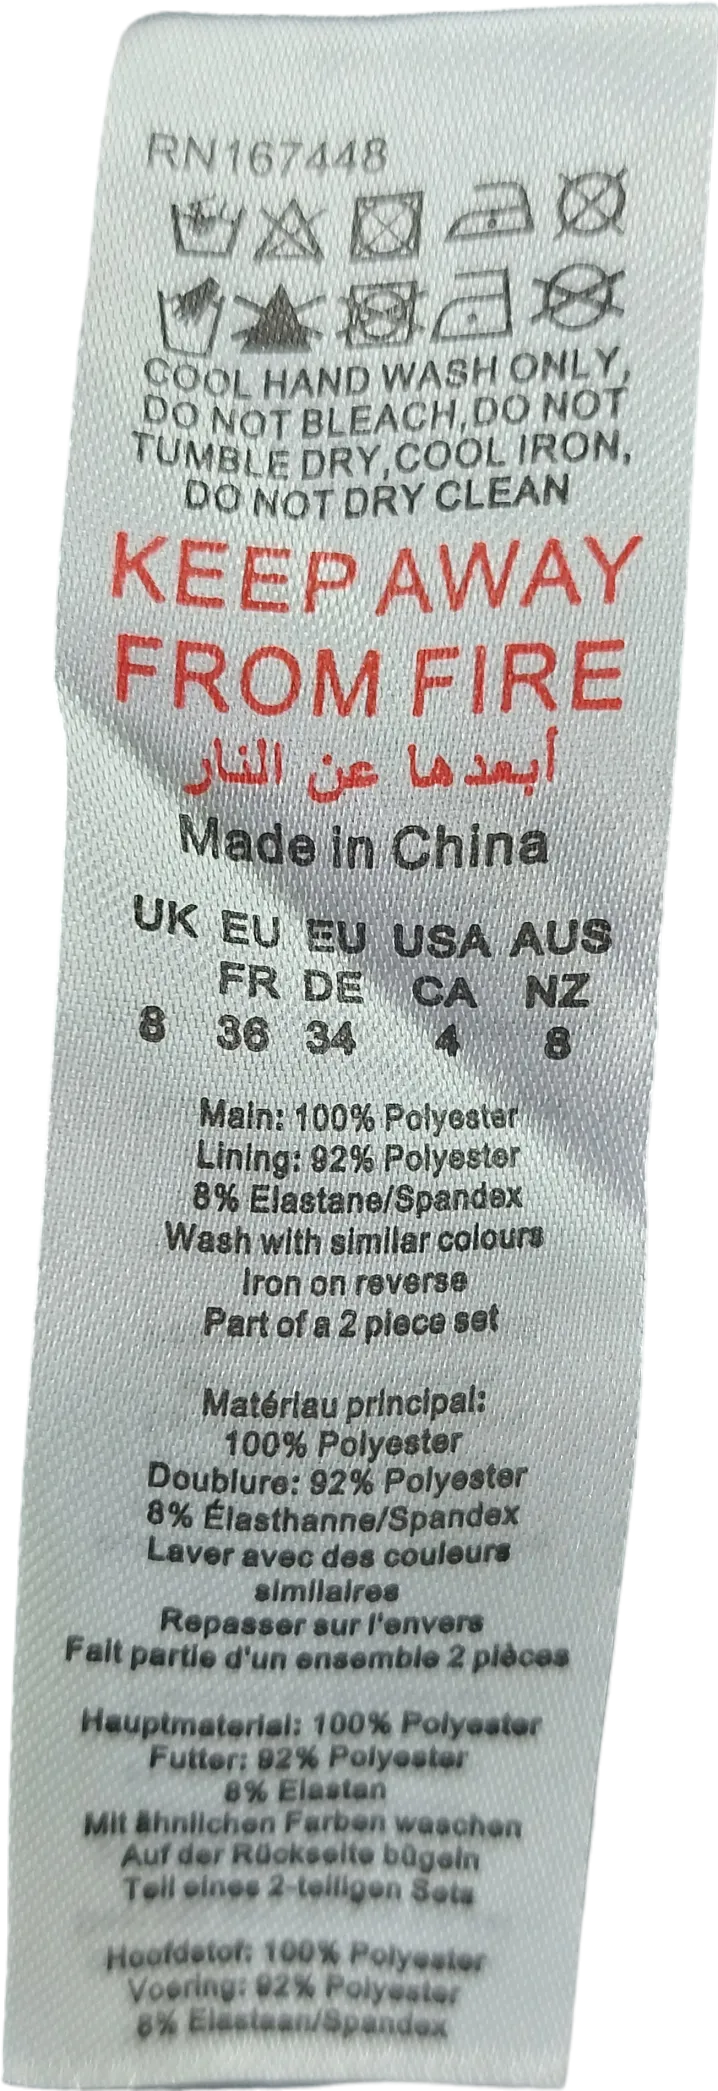 RN167448
COOL HAND WASH ONLY,
DO NOT BLEACH,DO NOT
TUMBLE DRY,COOL IRON,
DO NOT DRY CLEAN
KEEP AWAY
FROM FIRE
أبعدها عن النار
Made in China
UK EU EU USA AUS
FR DE CA NZ
8 36 34 4 8
Main: 100% Polyester
Lining: 92% Polyester
8% Elastane/Spandex
Wash with similar colours
Iron on reverse
Part of a 2 piece set
Matériau principal:
100% Polyester
Doublure: 92% Polyester
8% Élasthanne/Spandex
Laver avec des couleurs
similaires
Repasser sur l'envers
Fait partie d'un ensemble 2 pièces
Hauptmaterial: 100% Polyester
Futter: 92% Polyester
8% Elastan
Mit ähnlichen Farben waschen
Auf der Rückseite bügeln
Teil eines 2-teiligen Sets
Hoofdstof: 100% Polyester
Voering: 92% Polyester
8% Elastaan/Spandex